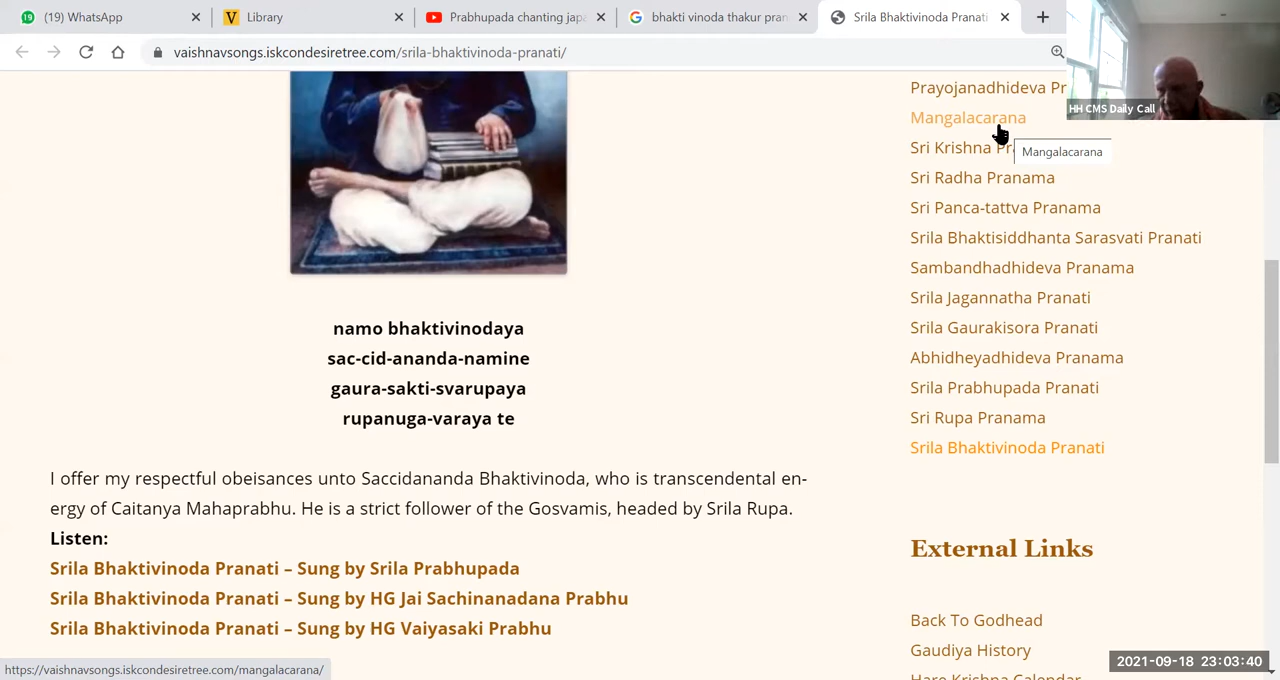 (19) WhatsApp
Library
Prabhupada chanting japa
bhakti vinoda thakur pran
Srila Bhaktivinoda Pranati
vaishnavsongs.iskcondesiretree.com/srila-bhaktivinoda-pranati/
HH CMS Daily Call
namo bhaktivinodaya
sac-cid-ananda-namine
gaura-sakti-svarupaya
rupanuga-varaya te
I offer my respectful obeisances unto Saccidananda Bhaktivinoda, who is transcendental en-
ergy of Caitanya Mahaprabhu. He is a strict follower of the Gosvamis, headed by Srila Rupa.
Listen:
Srila Bhaktivinoda Pranati – Sung by Srila Prabhupada
Srila Bhaktivinoda Pranati – Sung by HG Jai Sachinanadana Prabhu
Srila Bhaktivinoda Pranati – Sung by HG Vaiyasaki Prabhu
Prayojanadhideva Pr
Mangalacarana
Sri Krishna Pr
Mangalacarana
Sri Radha Pranama
Sri Panca-tattva Pranama
Srila Bhaktisiddhanta Sarasvati Pranati
Sambandhadhideva Pranama
Srila Jagannatha Pranati
Srila Gaurakisora Pranati
Abhidheyadhideva Pranama
Srila Prabhupada Pranati
Sri Rupa Pranama
Srila Bhaktivinoda Pranati
External Links
Back To Godhead
Gaudiya History
Hare Krishna Calendar
https://vaishnavsongs.iskcondesiretree.com/mangalacarana/
2021-09-18 23:03:40